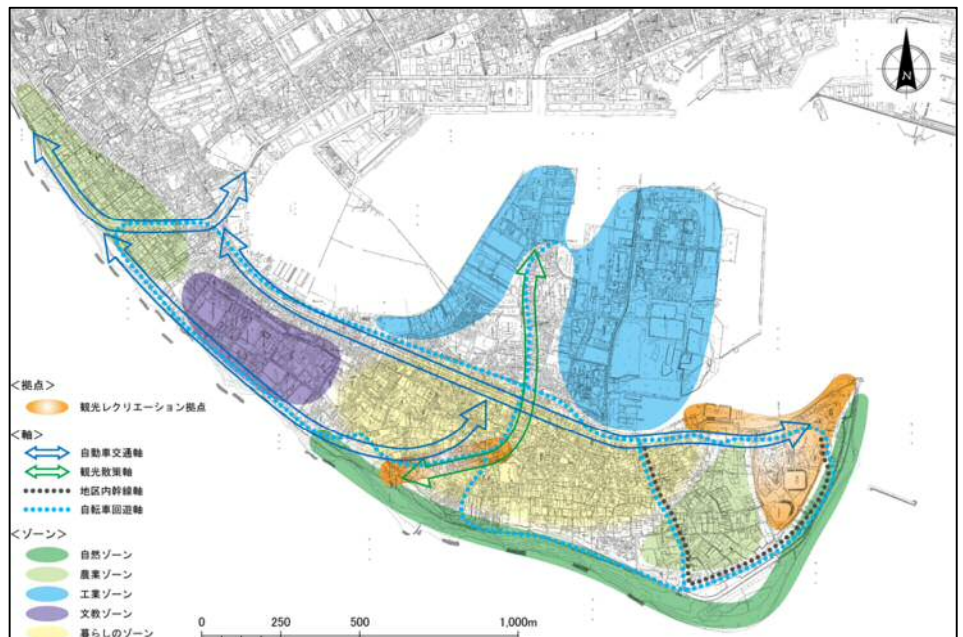 N
<拠点>
観光レクリエーション拠点
<軸>
自動車交通軸
観光散策軸
地区内幹線軸
自転車回遊軸
<ゾーン>
自然ゾーン
農業ゾーン
工業ゾーン
文教ゾーン
暮らしのゾーン
0 250 500 1,000m